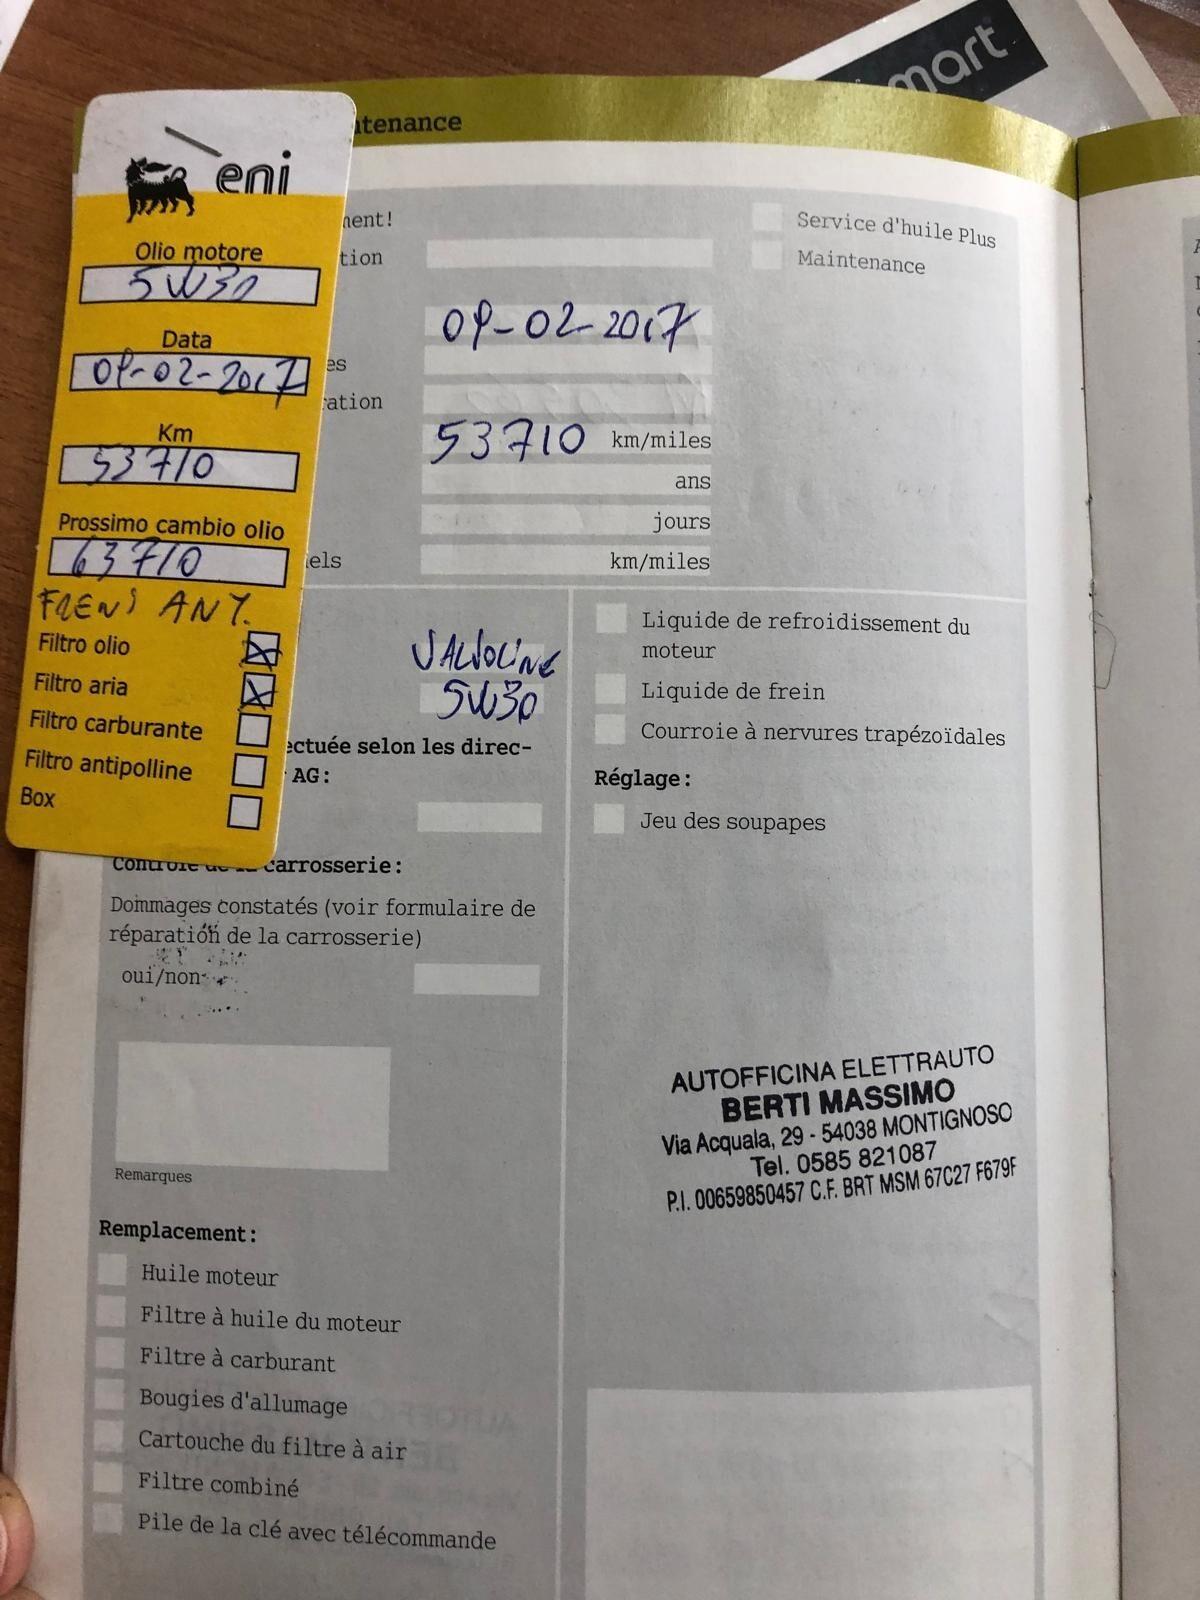 mart
ntenance
eni
Olio motore
5W30
Data
09-02-2017
Km
53710
Prossimo cambio olio
63710
FRENI ANT.
Filtro olio
Filtro aria
Filtro carburante
Filtro antipolline
Box
nent!
tion
Service d'huile Plus
Maintenance
09-02-2017
es
ration
53710 km/miles
ans
jours
els
km/miles
VALVOLINE
5W30
ectuée selon les direc-
AG:
Contrôle de la carrosserie:
Dommages constatés (voir formulaire de
réparation de la carrosserie)
oui/non
Remarques
Remplacement:
Huile moteur
Filtre à huile du moteur
Filtre à carburant
Bougies d'allumage
Cartouche du filtre à air
Filtre combiné
Pile de la clé avec télécommande
Liquide de refroidissement du
moteur
Liquide de frein
Courroie à nervures trapézoïdales
Réglage:
Jeu des soupapes
AUTOFFICINA ELETTRAUTO
BERTI MASSIMO
Via Acquala, 29 - 54038 MONTIGNOSO
Tel. 0585 821087
P.I. 00659850457 C.F. BRT MSM 67C27 F679F